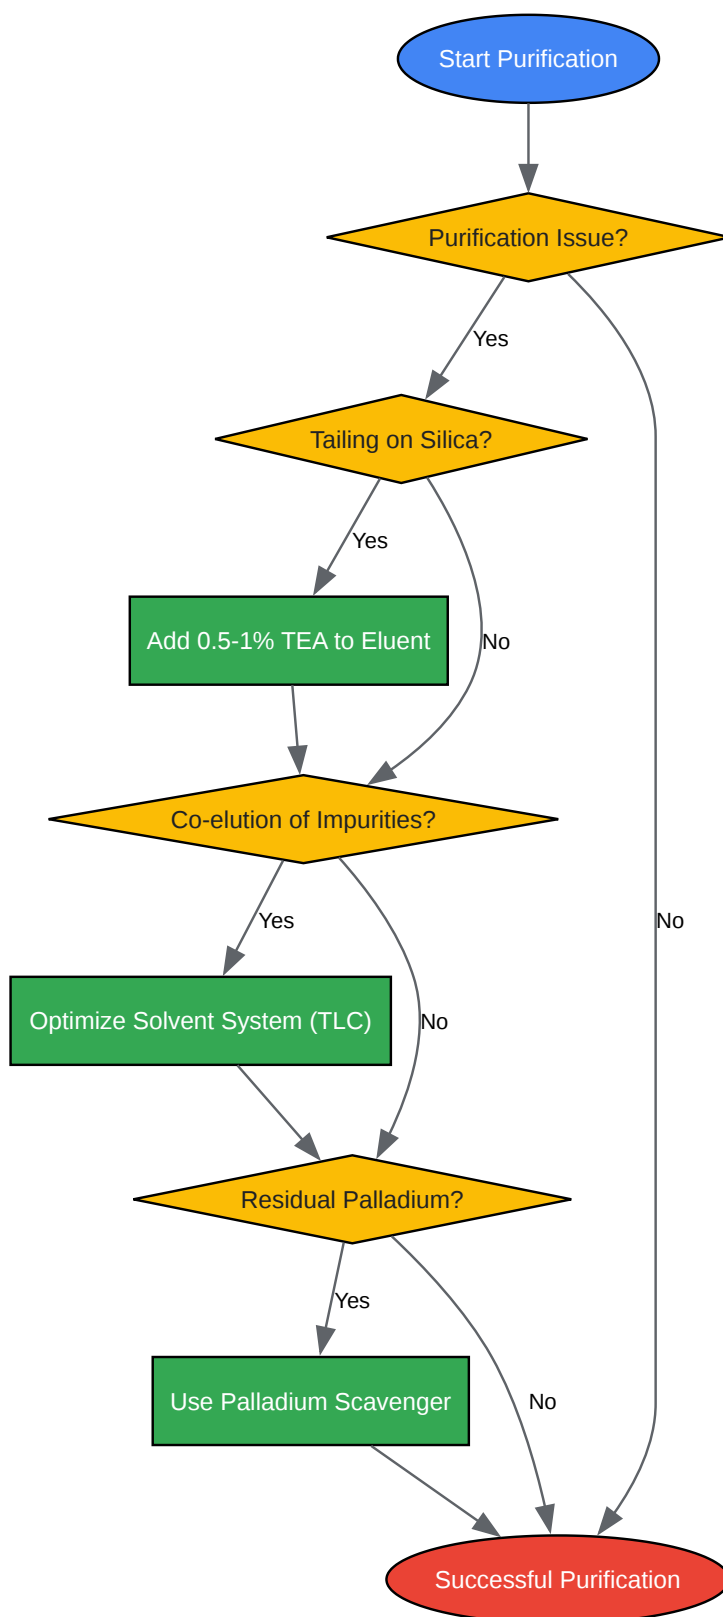 Start Purification
Purification Issue?
Yes
Tailing on Silica?
Yes
Add 0.5-1% TEA to Eluent
No
Co-elution of Impurities?
Yes
No
Optimize Solvent System (TLC)
No
Residual Palladium?
Yes
Use Palladium Scavenger
No
Successful Purification